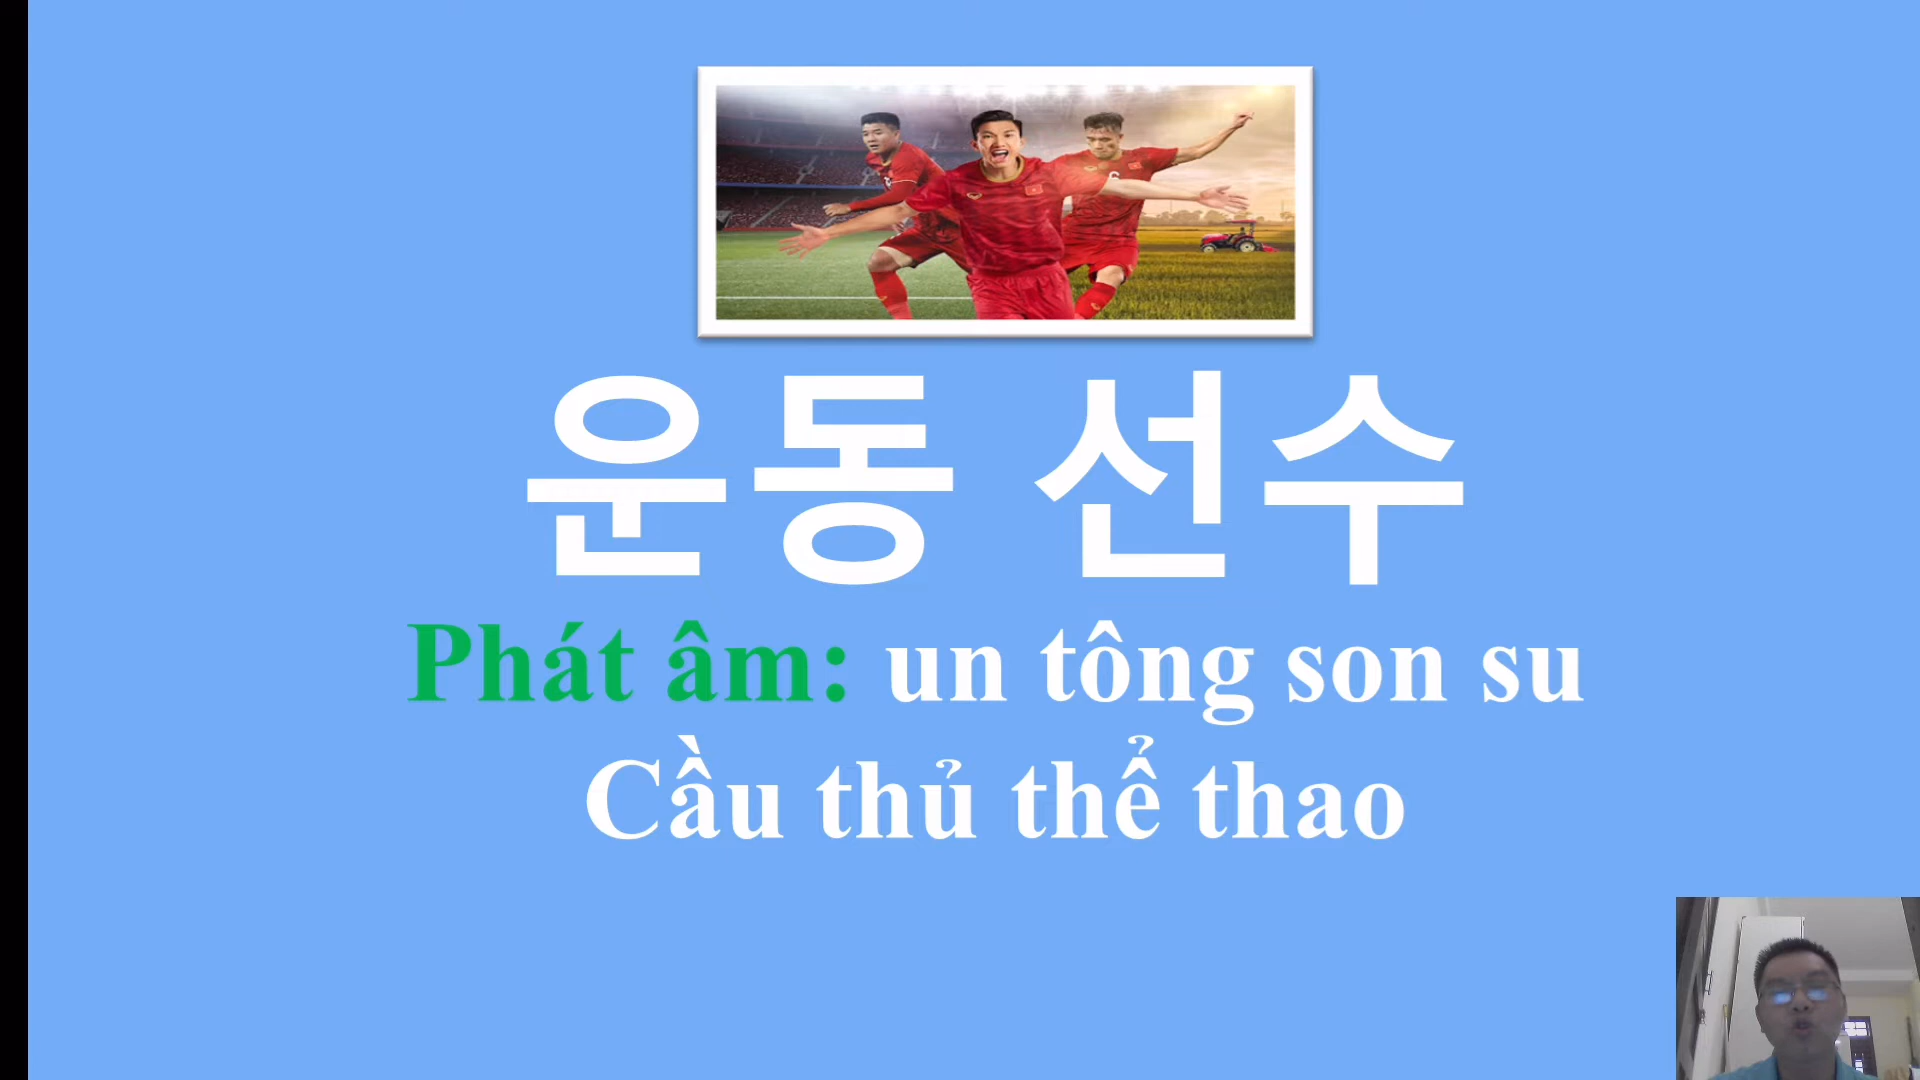 운동 선수
Phát âm: un tông son su
Cầu thủ thể thao